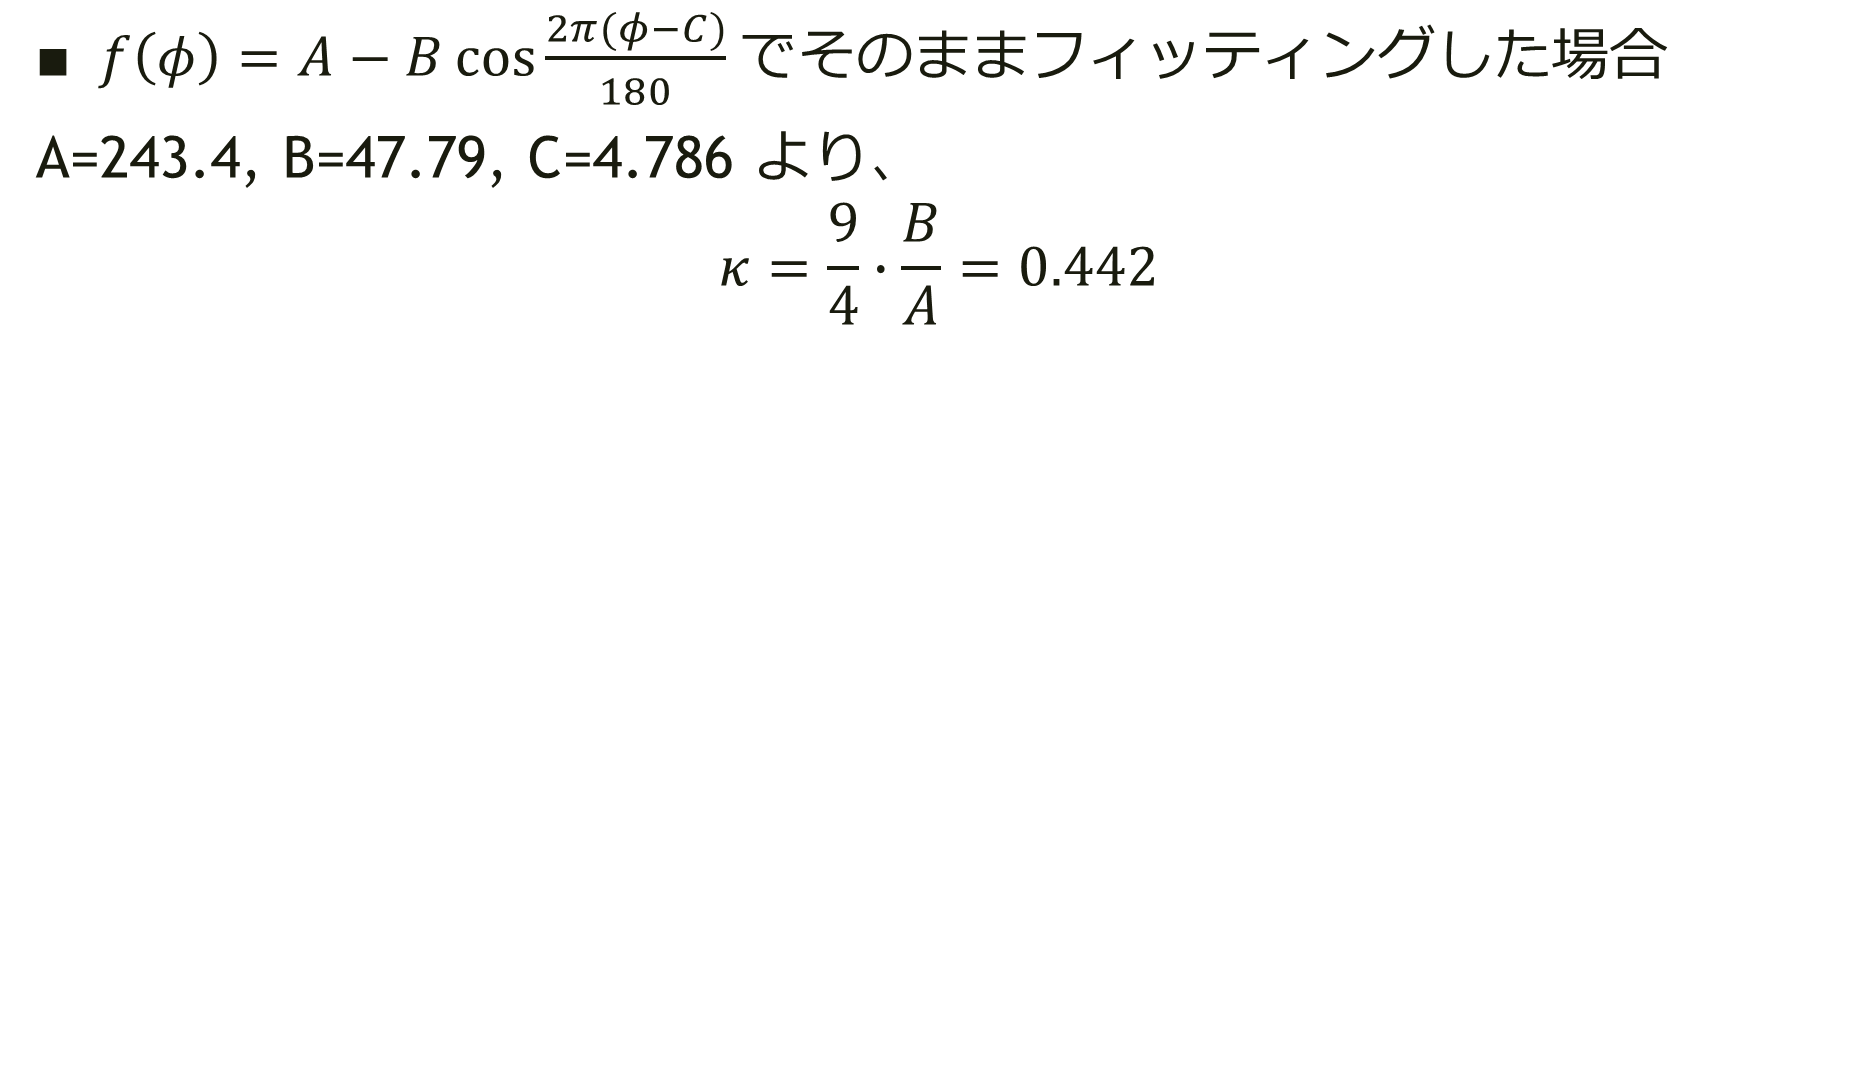 ■ f(ϕ) = A − B cos 2π(ϕ−C)/180 でそのままフィッティングした場合
A=243.4, B=47.79, C=4.786 より、
κ = 9/4 · B/A = 0.442